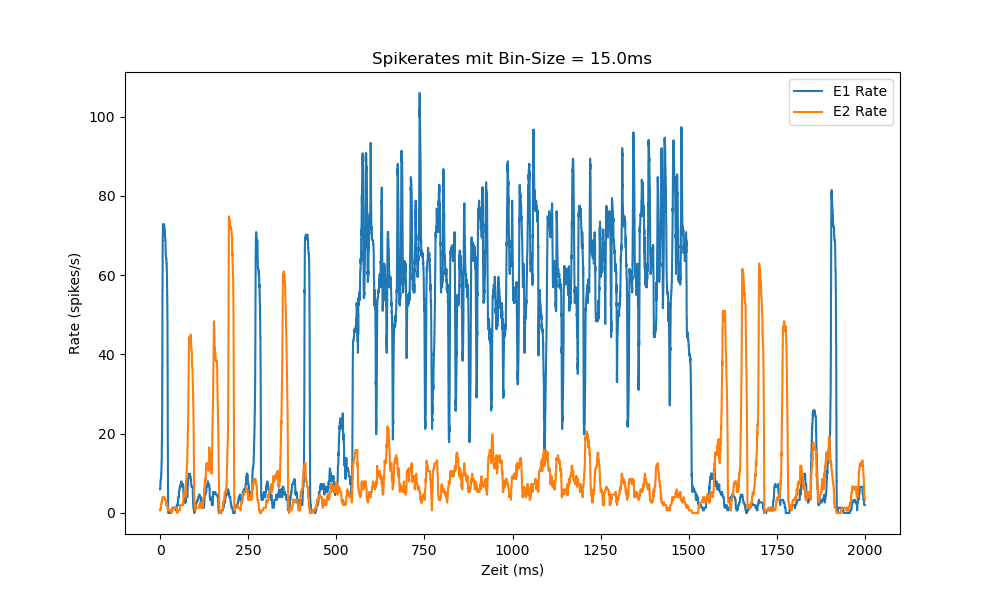 Spikerates mit Bin-Size = 15.0ms
E1 Rate
E2 Rate
100
80
60
40
20
0
Rate (spikes/s)
0 250 500 750 1000 1250 1500 1750 2000
Zeit (ms)